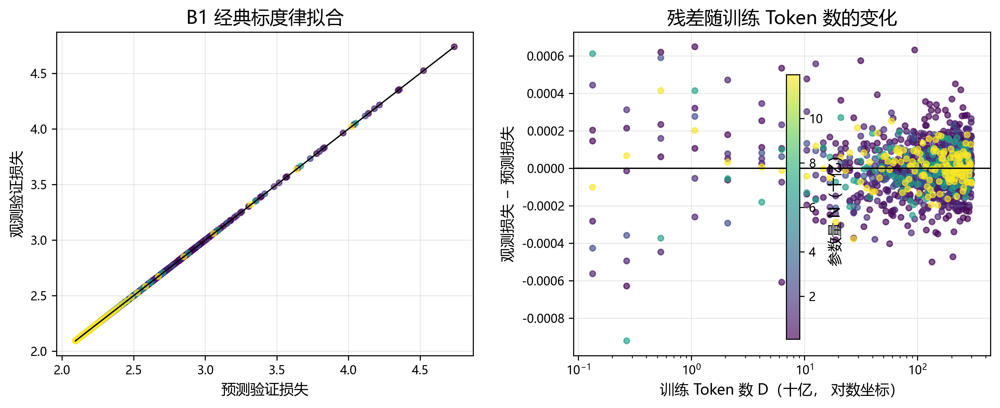 B1 经典标度律拟合
观测验证损失
4.5
4.0
3.5
3.0
2.5
2.0
2.0 2.5 3.0 3.5 4.0 4.5
预测验证损失
残差随训练 Token 数的变化
观测损失 − 预测损失
0.0006
0.0004
0.0002
0.0000
-0.0002
-0.0004
-0.0006
-0.0008
10⁻¹ 10⁰ 10¹ 10²
训练 Token 数 D（十亿， 对数坐标）
10
8
6
4
2
参数量 N（十亿）